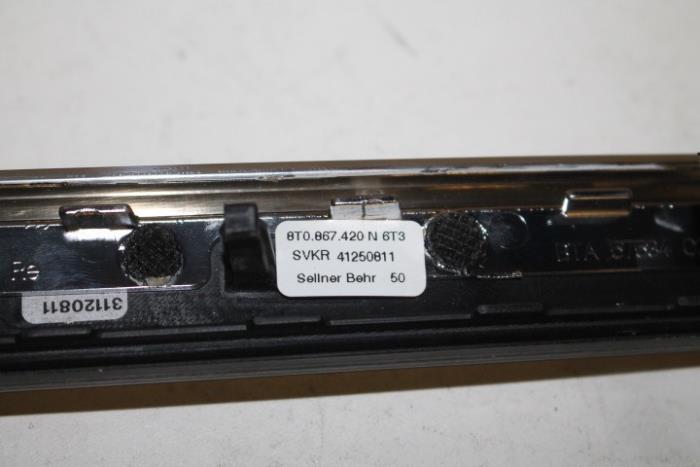 8T0.867.420 N 6T3
SVKR 41250811
Sellner Behr 50
Re
31120811